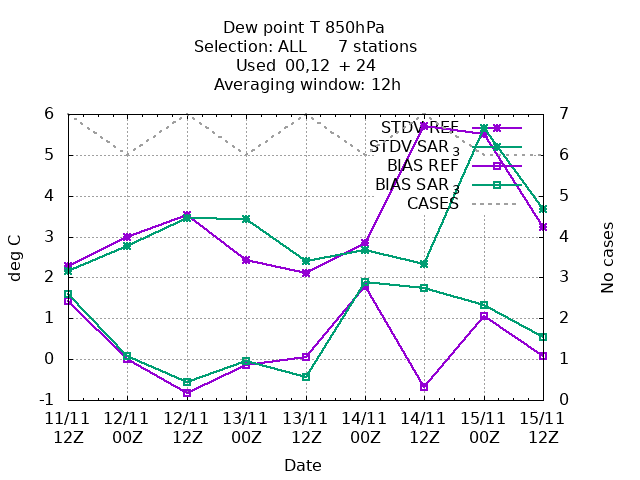 Dew point T 850hPa
Selection: ALL 7 stations
Used 00,12 + 24
Averaging window: 12h
6
5
4
3
2
1
0
-1
deg C
7
6
5
4
3
2
1
0
No cases
STDV REF
STDV SAR 3
BIAS REF
BIAS SAR 3
CASES
11/11 12/11 12/11 13/11 13/11 14/11 14/11 15/11 15/11
12Z 00Z 12Z 00Z 12Z 00Z 12Z 00Z 12Z
Date